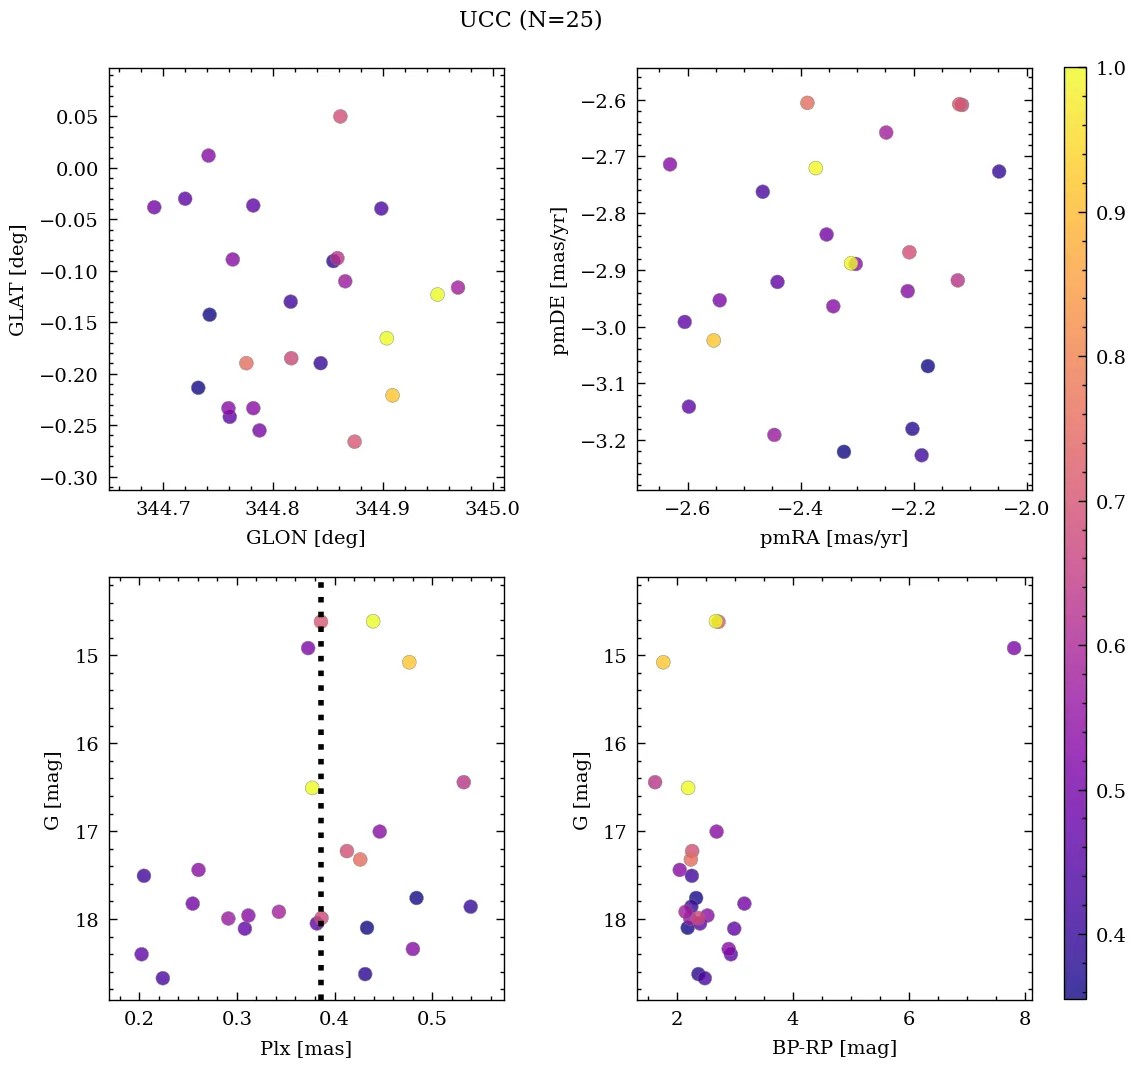 UCC (N=25)
0.05
0.00
−0.05
−0.10
−0.15
−0.20
−0.25
−0.30
GLAT [deg]
344.7 344.8 344.9 345.0
GLON [deg]
−2.6
−2.7
−2.8
−2.9
−3.0
−3.1
−3.2
pmDE [mas/yr]
−2.6 −2.4 −2.2 −2.0
pmRA [mas/yr]
15
16
17
18
G [mag]
0.2 0.3 0.4 0.5
Plx [mas]
15
16
17
18
G [mag]
2 4 6 8
BP-RP [mag]
1.0
0.9
0.8
0.7
0.6
0.5
0.4